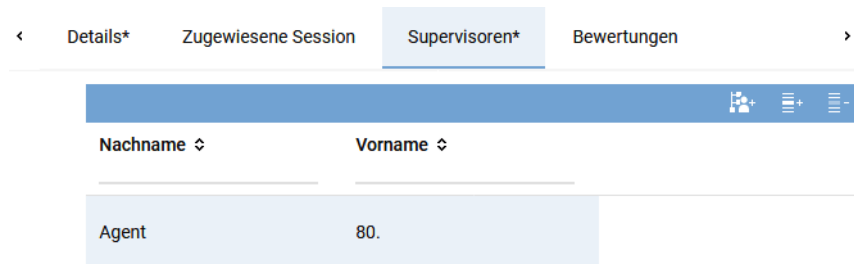 Details* Zugewiesene Session Supervisoren* Bewertungen
Nachname Vorname
Agent 80.